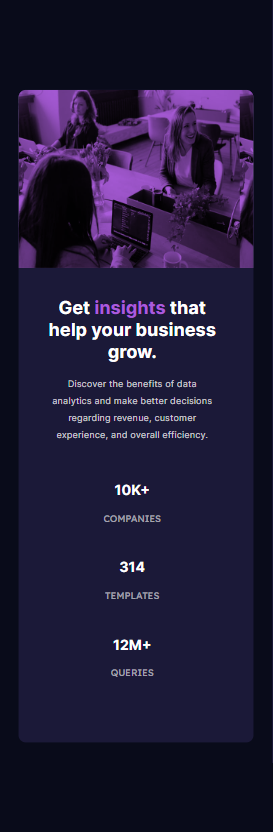 Get insights that
help your business
grow.
Discover the benefits of data
analytics and make better decisions
regarding revenue, customer
experience, and overall efficiency.
10K+
COMPANIES
314
TEMPLATES
12M+
QUERIES